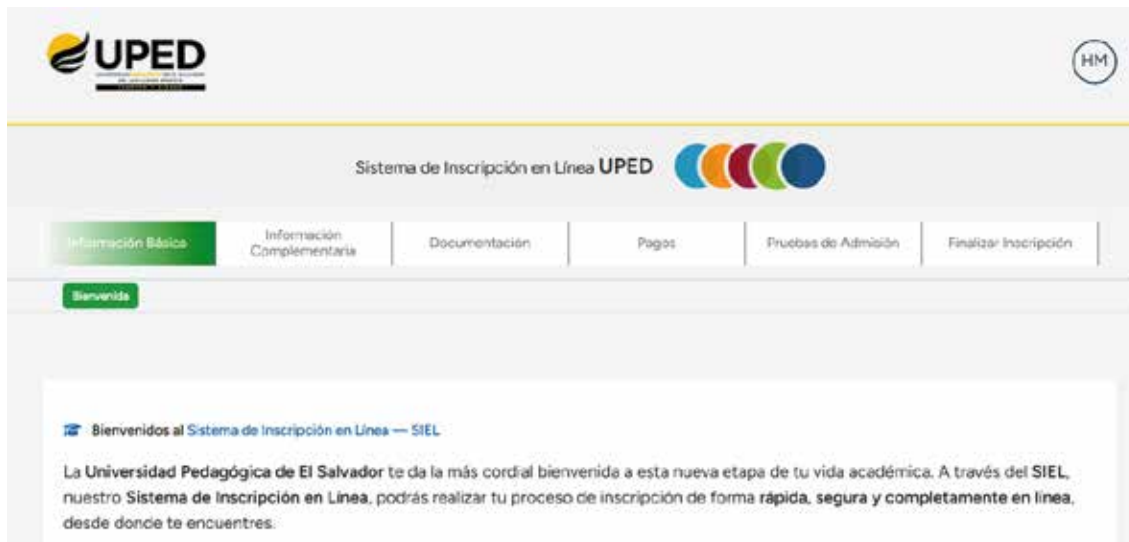 UPED
HM
Sistema de Inscripción en Línea UPED
Información Básica
Información
Complementaria
Documentación
Pagos
Pruebas de Admisión
Finalizar Inscripción
Bienvenida
Bienvenidos al Sistema de Inscripción en Línea — SIEL
La Universidad Pedagógica de El Salvador te da la más cordial bienvenida a esta nueva etapa de tu vida académica. A través del SIEL,
nuestro Sistema de Inscripción en Línea, podrás realizar tu proceso de inscripción de forma rápida, segura y completamente en línea,
desde donde te encuentres.